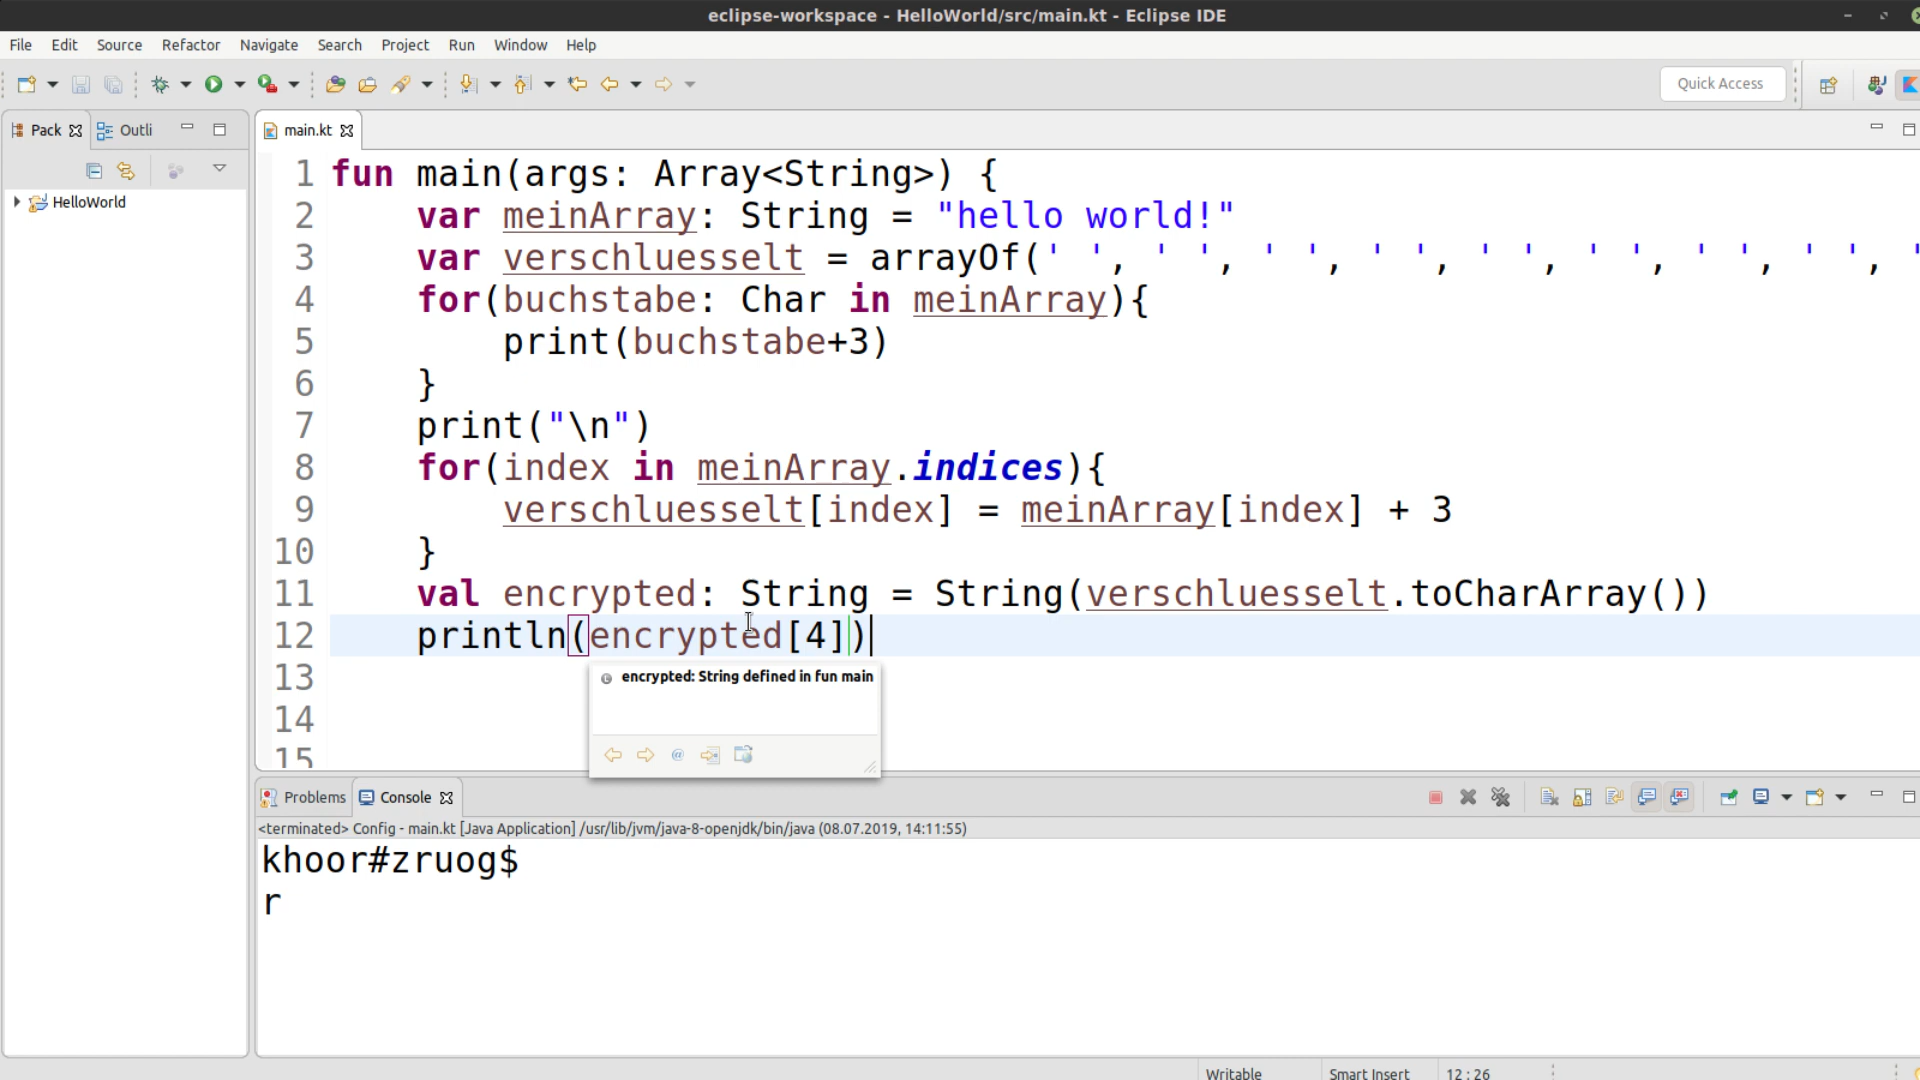 eclipse-workspace - HelloWorld/src/main.kt - Eclipse IDE
File Edit Source Refactor Navigate Search Project Run Window Help
Quick Access
Pack Outli
main.kt
HelloWorld
1 fun main(args: Array<String>) {
2 var meinArray: String = "hello world!"
3 var verschluesselt = arrayOf(' ', ' ', ' ', ' ', ' ', ' ', ' ', ' ', '
4 for(buchstabe: Char in meinArray){
5 print(buchstabe+3)
6 }
7 print("\n")
8 for(index in meinArray.indices){
9 verschluesselt[index] = meinArray[index] + 3
10 }
11 val encrypted: String = String(verschluesselt.toCharArray())
12 println(encrypted[4])
13
14
15
encrypted: String defined in fun main
Problems Console
<terminated> Config - main.kt [Java Application] /usr/lib/jvm/java-8-openjdk/bin/java (08.07.2019, 14:11:55)
khoor#zruog$
r
Writable Smart Insert 12 : 26